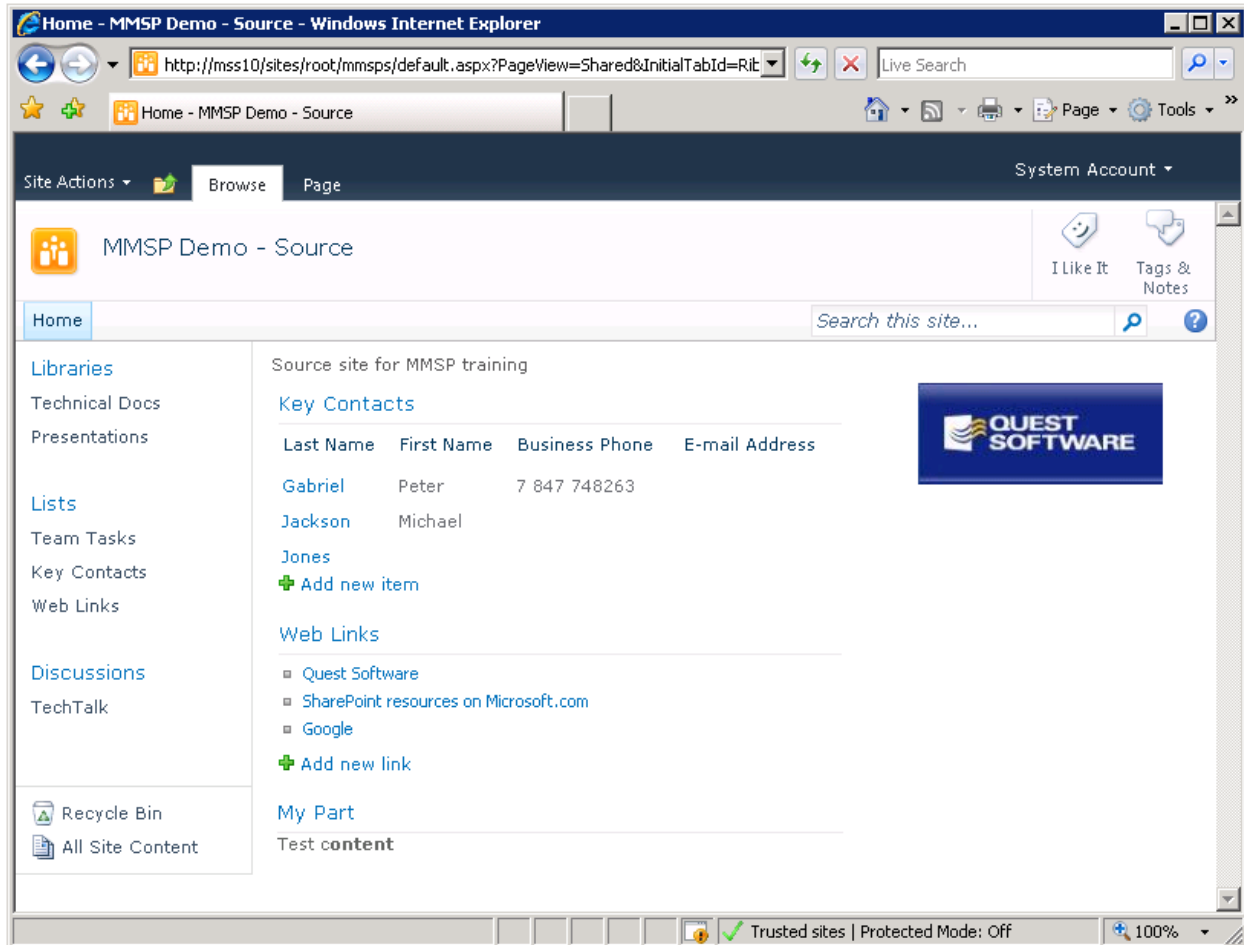 Home - MMSP Demo - Source - Windows Internet Explorer
http://mss10/sites/root/mmsps/default.aspx?PageView=Shared&InitialTabId=Rib
Live Search
Home - MMSP Demo - Source
Page
Tools
Site Actions
Browse
Page
System Account
MMSP Demo - Source
I Like It
Tags &
Notes
Home
Search this site...
Libraries
Technical Docs
Presentations
Lists
Team Tasks
Key Contacts
Web Links
Discussions
TechTalk
Recycle Bin
All Site Content
Source site for MMSP training
Key Contacts
Last Name First Name Business Phone E-mail Address
Gabriel Peter 7 847 748263
Jackson Michael
Jones
Add new item
Web Links
Quest Software
SharePoint resources on Microsoft.com
Google
Add new link
My Part
Test content
QUEST
SOFTWARE
Trusted sites | Protected Mode: Off
100%